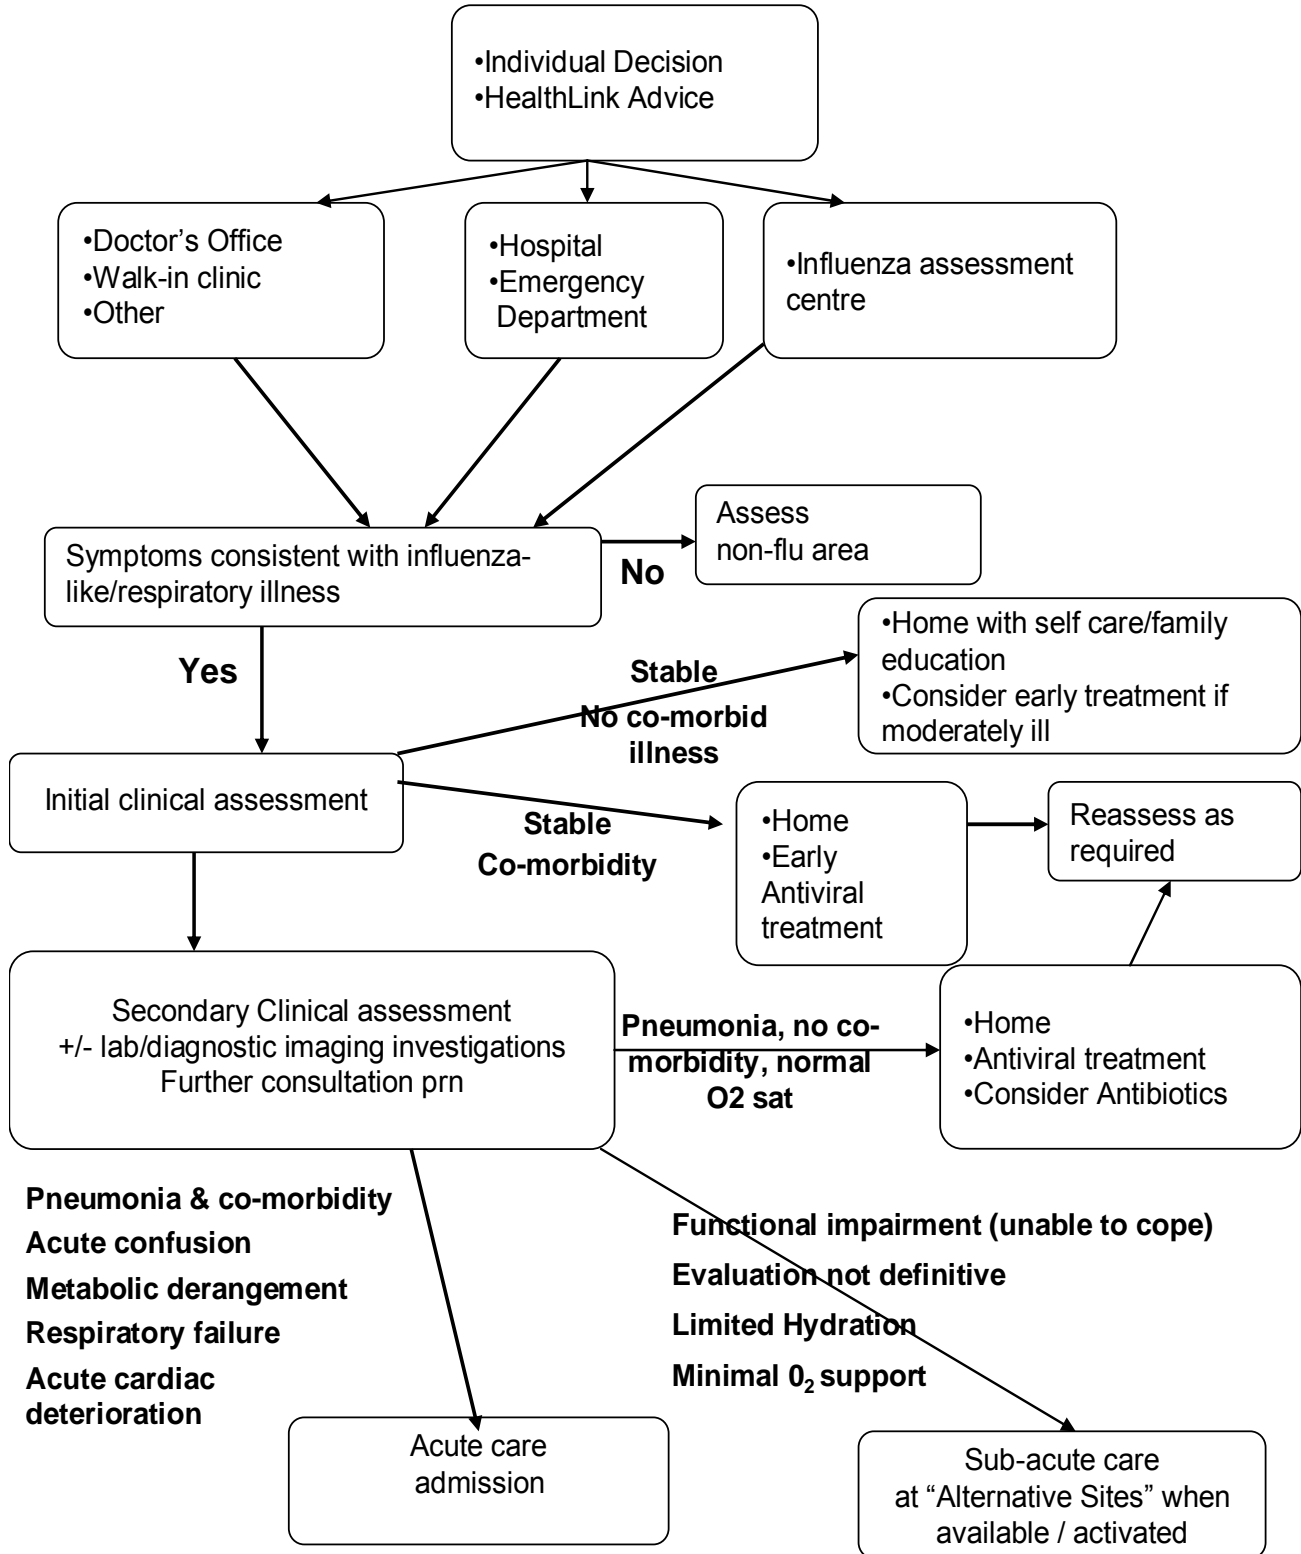 •Individual Decision
•HealthLink Advice
•Doctor's Office
•Walk-in clinic
•Other
•Hospital
•Emergency
Department
•Influenza assessment
centre
Symptoms consistent with influenza-
like/respiratory illness
No
Assess
non-flu area
Yes
Stable
No co-morbid
illness
•Home with self care/family
education
•Consider early treatment if
moderately ill
Initial clinical assessment
Stable
Co-morbidity
•Home
•Early
Antiviral
treatment
Reassess as
required
Secondary Clinical assessment
+/- lab/diagnostic imaging investigations
Further consultation prn
Pneumonia, no co-
morbidity, normal
O2 sat
•Home
•Antiviral treatment
•Consider Antibiotics
Pneumonia & co-morbidity
Acute confusion
Metabolic derangement
Respiratory failure
Acute cardiac
deterioration
Functional impairment (unable to cope)
Evaluation not definitive
Limited Hydration
Minimal 0₂ support
Acute care
admission
Sub-acute care
at “Alternative Sites” when
available / activated